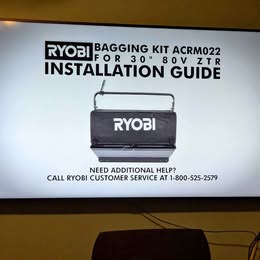 RYOBI BAGGING KIT ACRM022
FOR 30" 80V ZTR
INSTALLATION GUIDE
RYOBI
NEED ADDITIONAL HELP?
CALL RYOBI CUSTOMER SERVICE AT 1-800-525-2579